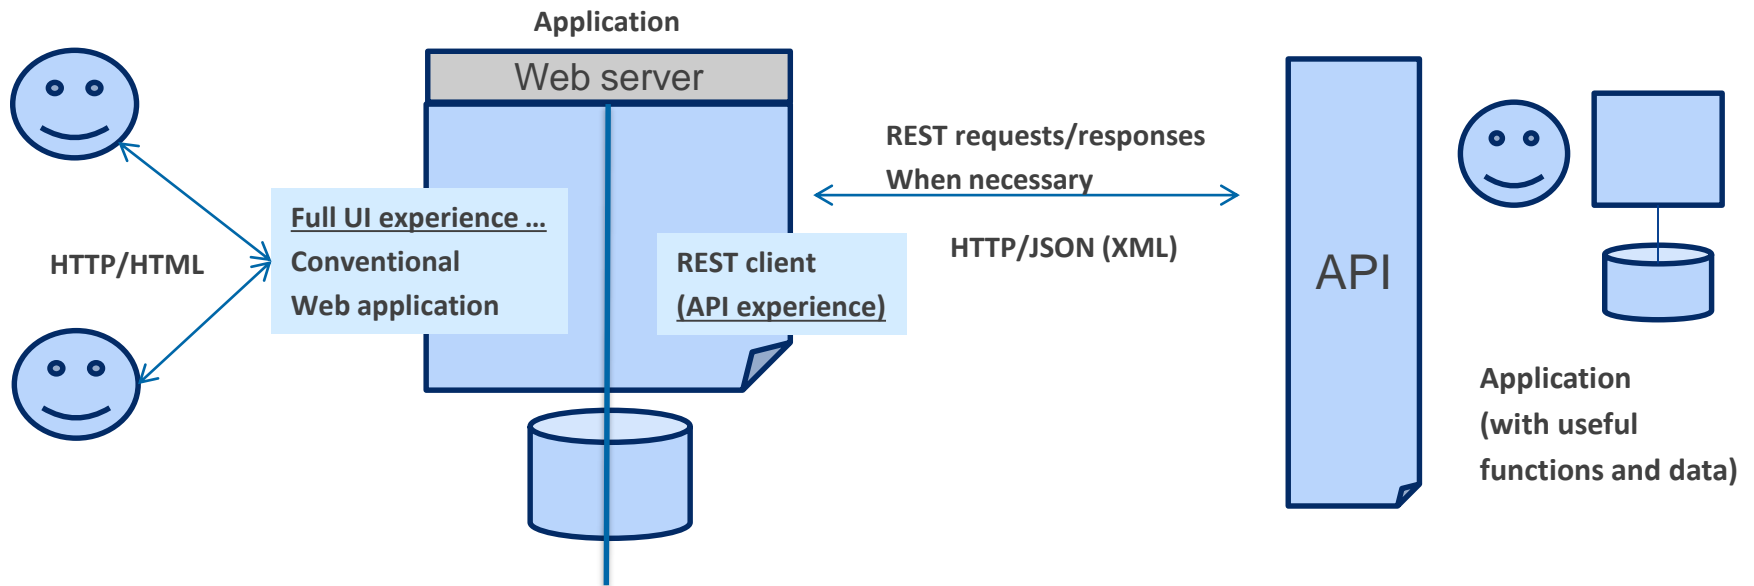 Application
Web server
REST requests/responses
When necessary
Full UI experience ...
Conventional
Web application
HTTP/HTML
REST client
(API experience)
HTTP/JSON (XML)
API
Application
(with useful
functions and data)